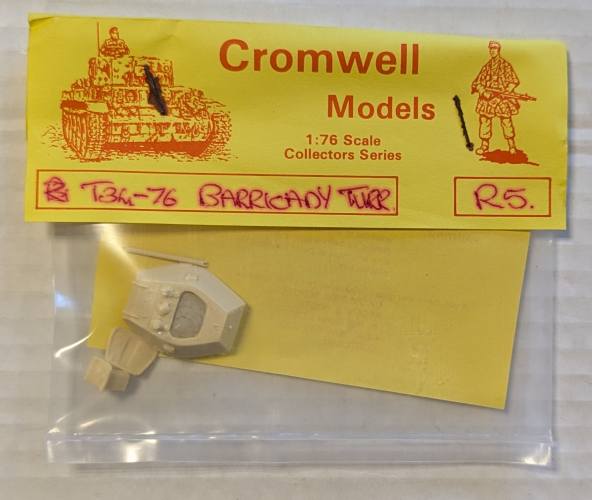 Cromwell
Models
1:76 Scale
Collectors Series
T34-76 BARRICADY TURR.
R5.